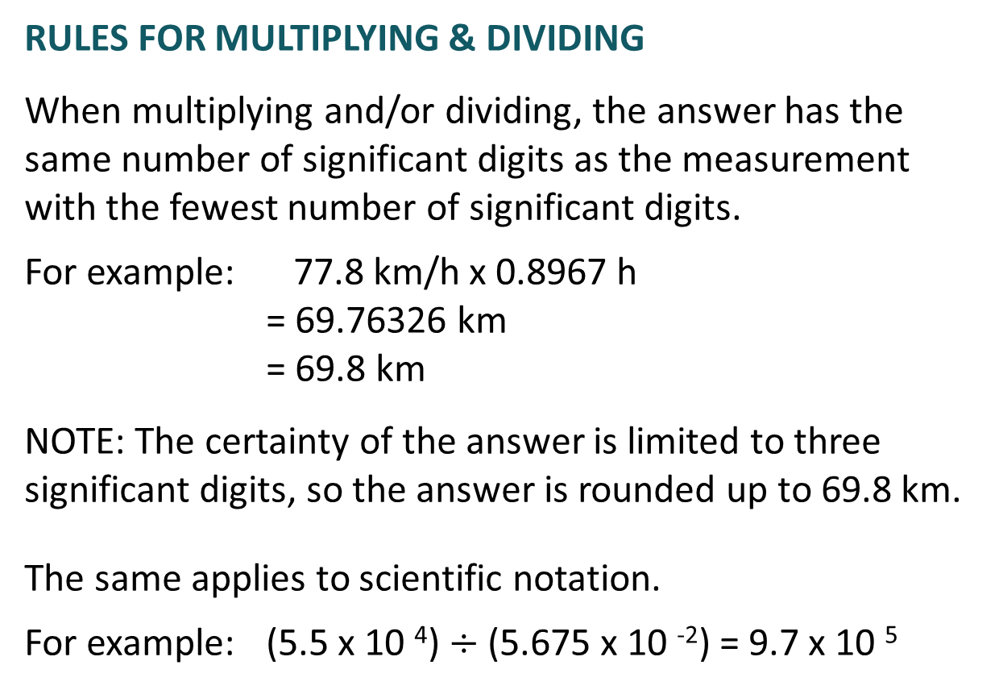 RULES FOR MULTIPLYING & DIVIDING
When multiplying and/or dividing, the answer has the
same number of significant digits as the measurement
with the fewest number of significant digits.
For example: 77.8 km/h x 0.8967 h
= 69.76326 km
= 69.8 km
NOTE: The certainty of the answer is limited to three
significant digits, so the answer is rounded up to 69.8 km.
The same applies to scientific notation.
For example: (5.5 x 10 ⁴) ÷ (5.675 x 10 ⁻²) = 9.7 x 10 ⁵